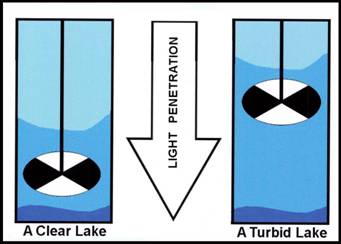 LIGHT PENETRATION
A Clear Lake
A Turbid Lake